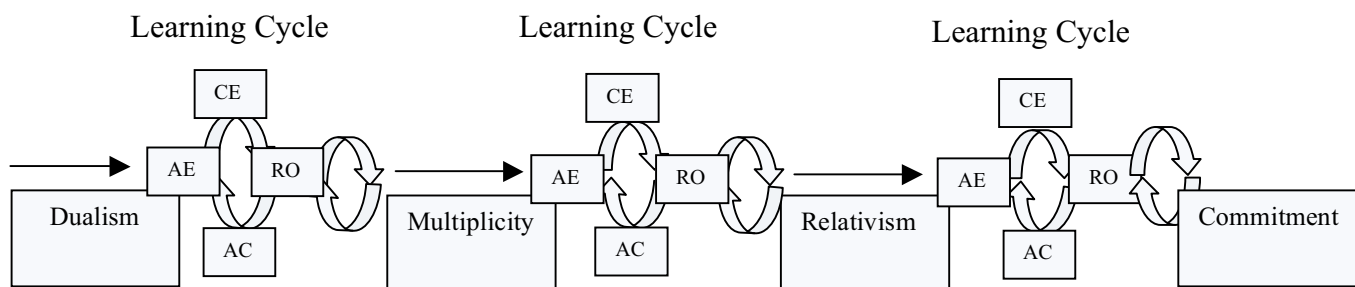 Learning Cycle
Learning Cycle
Learning Cycle
CE
CE
CE
AE
RO
AE
RO
AE
RO
Dualism
Multiplicity
Relativism
Commitment
AC
AC
AC